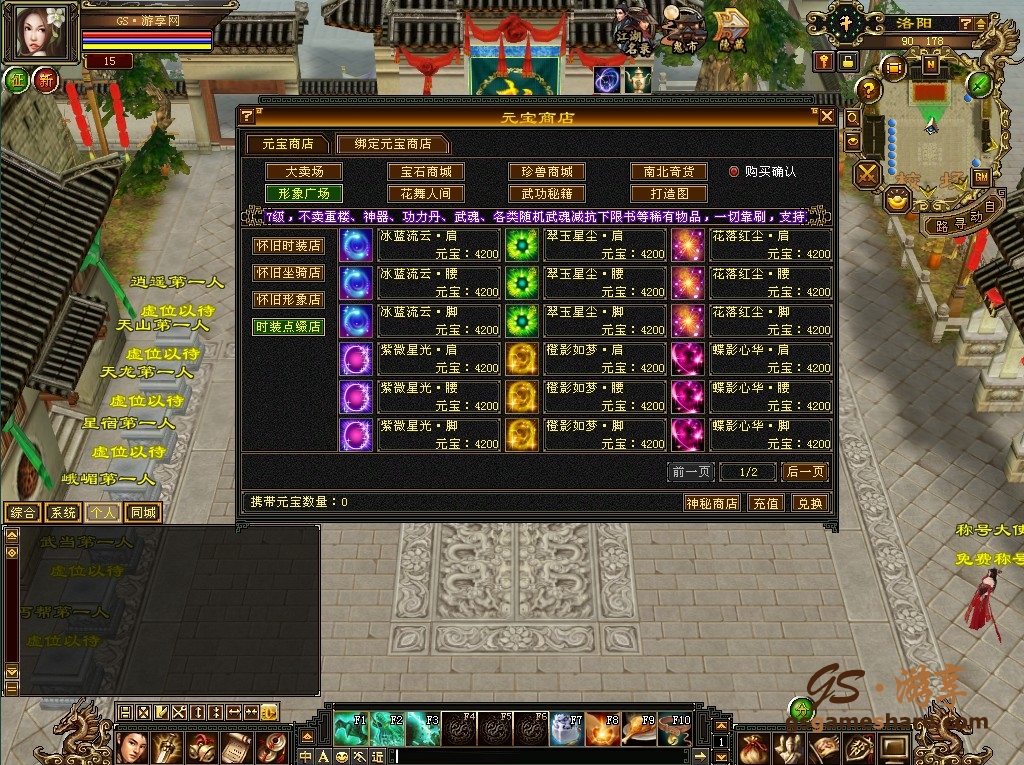 GS·游享网
15
征
新
江湖名录
鬼市
隐藏
洛阳
90 178
N
GM
自动寻路
元宝商店
元宝商店 绑定元宝商店
大卖场 宝石商城 珍兽商城 南北奇货 购买确认
形象广场 花舞人间 武功秘籍 打造图
7级，不卖重楼、神器、功力丹、武魂、各类随机武魂减抗下限书等稀有物品，一切靠刷，支持
怀旧时装店
怀旧坐骑店
怀旧形象店
时装点缀店
冰蓝流云·肩 翠玉星尘·肩 花落红尘·肩
元宝：4200 元宝：4200 元宝：4200
冰蓝流云·腰 翠玉星尘·腰 花落红尘·腰
元宝：4200 元宝：4200 元宝：4200
冰蓝流云·脚 翠玉星尘·脚 花落红尘·脚
元宝：4200 元宝：4200 元宝：4200
紫微星光·肩 橙影如梦·肩 蝶影心华·肩
元宝：4200 元宝：4200 元宝：4200
紫微星光·腰 橙影如梦·腰 蝶影心华·腰
元宝：4200 元宝：4200 元宝：4200
紫微星光·脚 橙影如梦·脚 蝶影心华·脚
元宝：4200 元宝：4200 元宝：4200
前一页 1/2 后一页
携带元宝数量：0 神秘商店 充值 兑换
逍遥第一人
虚位以待
天山第一人
虚位以待
天龙第一人
虚位以待
星宿第一人
虚位以待
峨嵋第一人
综合 系统 个人 同城
武当第一人
虚位以待
丐帮第一人
虚位以待
称号大使
免费称号
GS·游享
gsgameshare.com
F1 F2 F3 F4 F5 F6 F7 F8 F9 F10
中 A 近
1